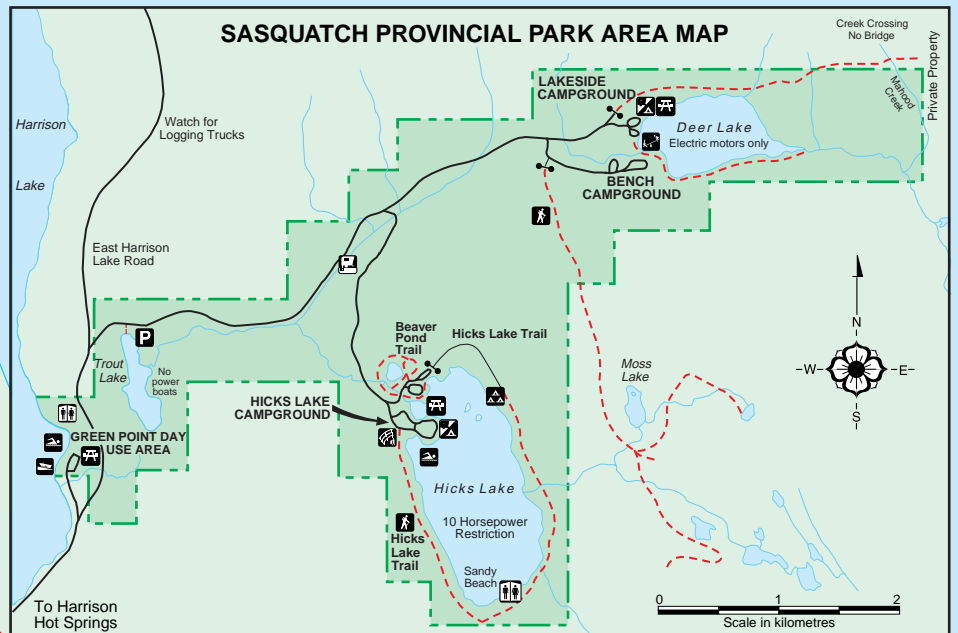 SASQUATCH PROVINCIAL PARK AREA MAP
Creek Crossing
No Bridge
Private Property
Mahood
Creek
LAKESIDE
CAMPGROUND
Deer Lake
Electric motors only
BENCH
CAMPGROUND
Harrison
Lake
Watch for
Logging Trucks
East Harrison
Lake Road
P
Trout
Lake
No
power
boats
Beaver
Pond
Trail
Hicks Lake Trail
HICKS LAKE
CAMPGROUND
GREEN POINT DAY
USE AREA
Moss
Lake
N
W
E
S
Hicks Lake
10 Horsepower
Restriction
Hicks
Lake
Trail
Sandy
Beach
To Harrison
Hot Springs
0 1 2
Scale in kilometres